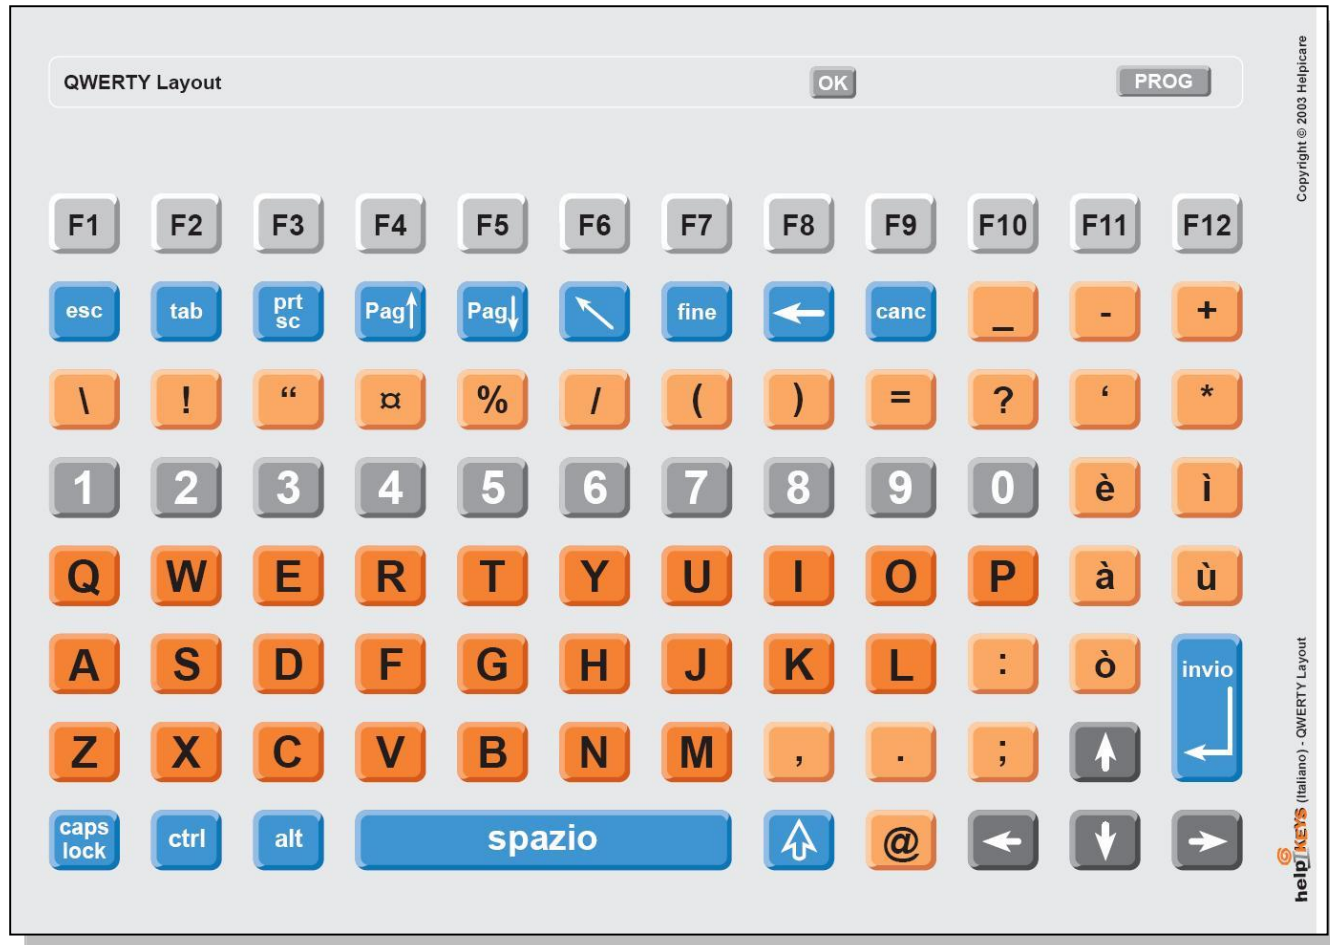 QWERTY Layout OK PROG
F1 F2 F3 F4 F5 F6 F7 F8 F9 F10 F11 F12
esc tab prt sc Pag↑ Pag↓ ↖ fine ← canc _ - +
\ ! “ ¤ % / ( ) = ? ‘ *
1 2 3 4 5 6 7 8 9 0 è ì
Q W E R T Y U I O P à ù
A S D F G H J K L : ò invio
Z X C V B N M , . ;
caps lock ctrl alt spazio @
Copyright © 2003 Helpicare
help KEYS (Italiano) - QWERTY Layout